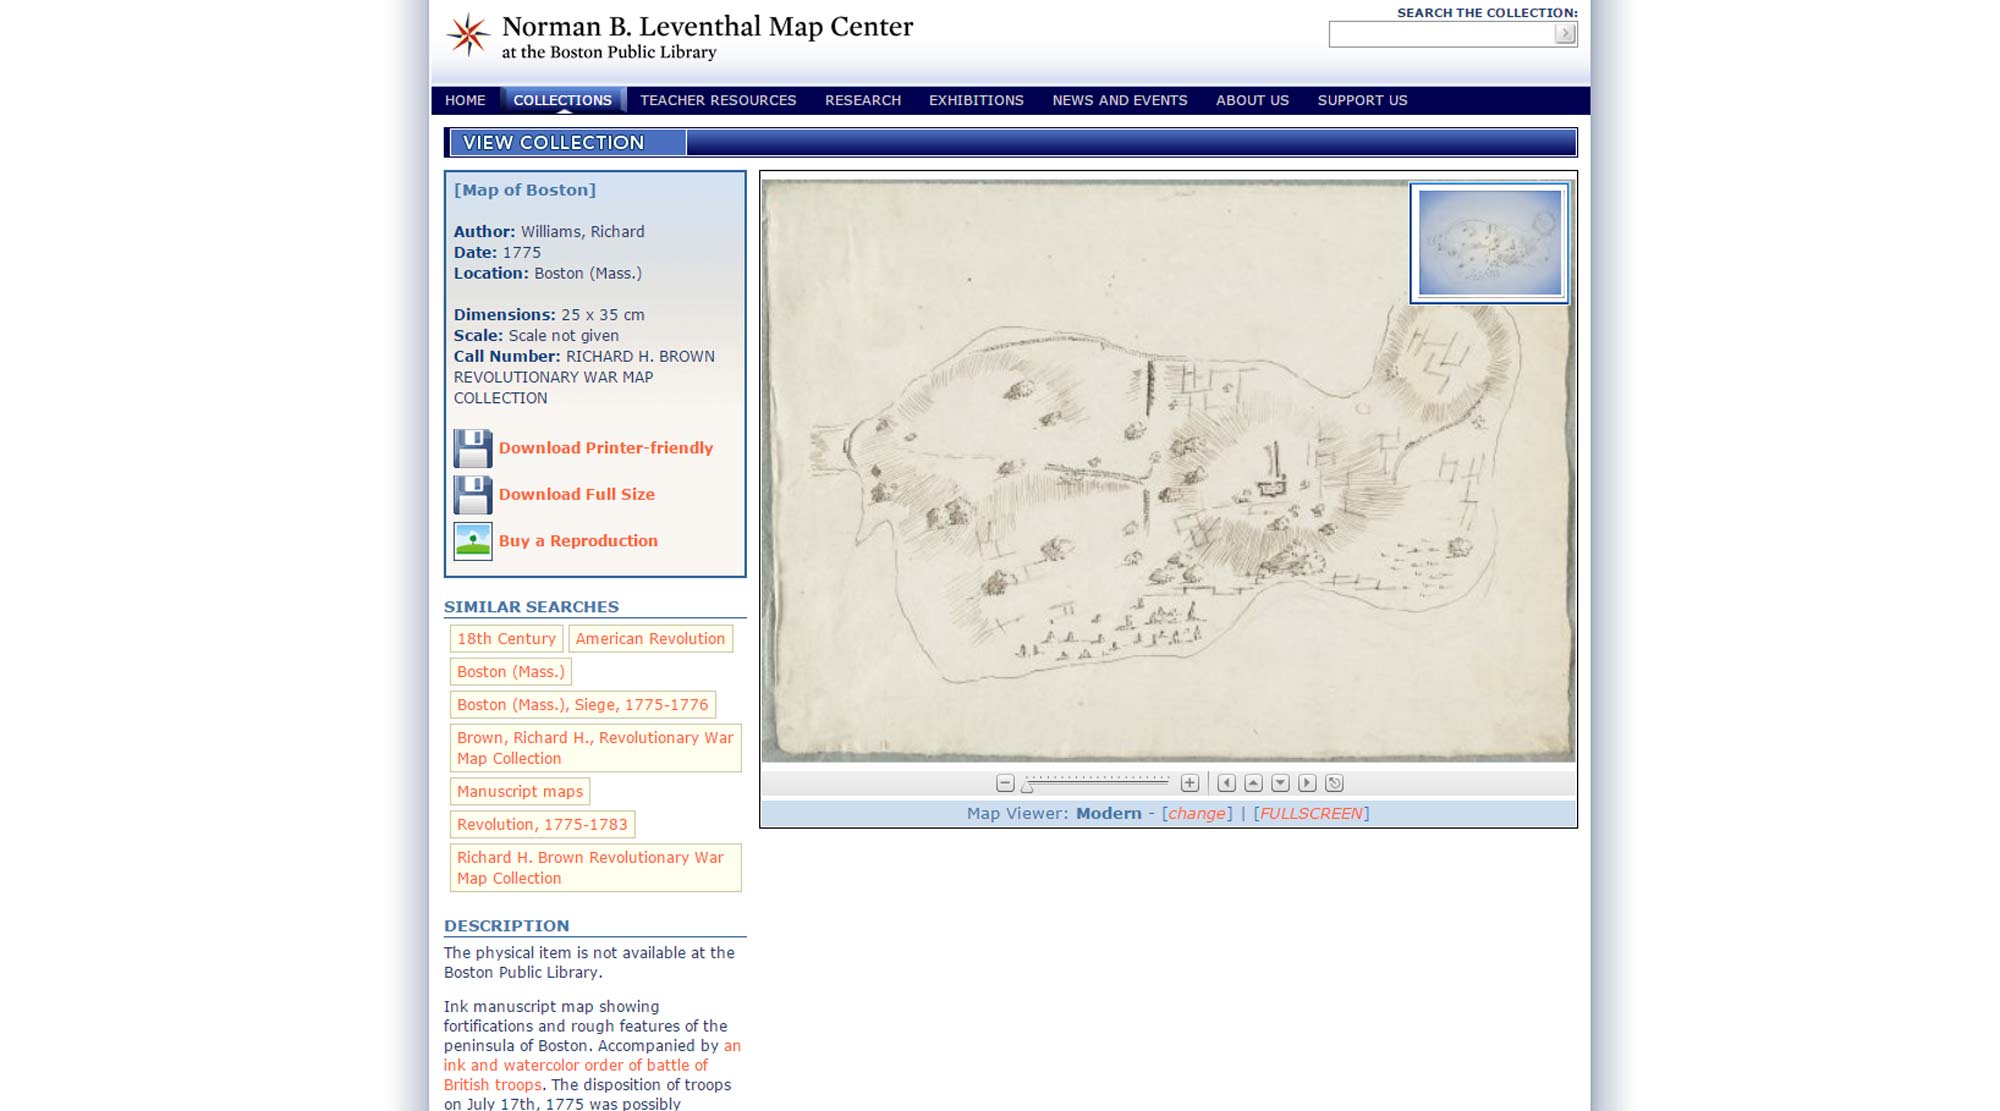 Norman B. Leventhal Map Center
at the Boston Public Library
SEARCH THE COLLECTION:
HOME COLLECTIONS TEACHER RESOURCES RESEARCH EXHIBITIONS NEWS AND EVENTS ABOUT US SUPPORT US
VIEW COLLECTION
[Map of Boston]
Author: Williams, Richard
Date: 1775
Location: Boston (Mass.)
Dimensions: 25 x 35 cm
Scale: Scale not given
Call Number: RICHARD H. BROWN
REVOLUTIONARY WAR MAP
COLLECTION
Download Printer-friendly
Download Full Size
Buy a Reproduction
SIMILAR SEARCHES
18th Century American Revolution
Boston (Mass.)
Boston (Mass.), Siege, 1775-1776
Brown, Richard H., Revolutionary War
Map Collection
Manuscript maps
Revolution, 1775-1783
Richard H. Brown Revolutionary War
Map Collection
DESCRIPTION
The physical item is not available at the
Boston Public Library.
Ink manuscript map showing
fortifications and rough features of the
peninsula of Boston. Accompanied by an
ink and watercolor order of battle of
British troops. The disposition of troops
on July 17th, 1775 was possibly
Map Viewer: Modern - [change] | [FULLSCREEN]